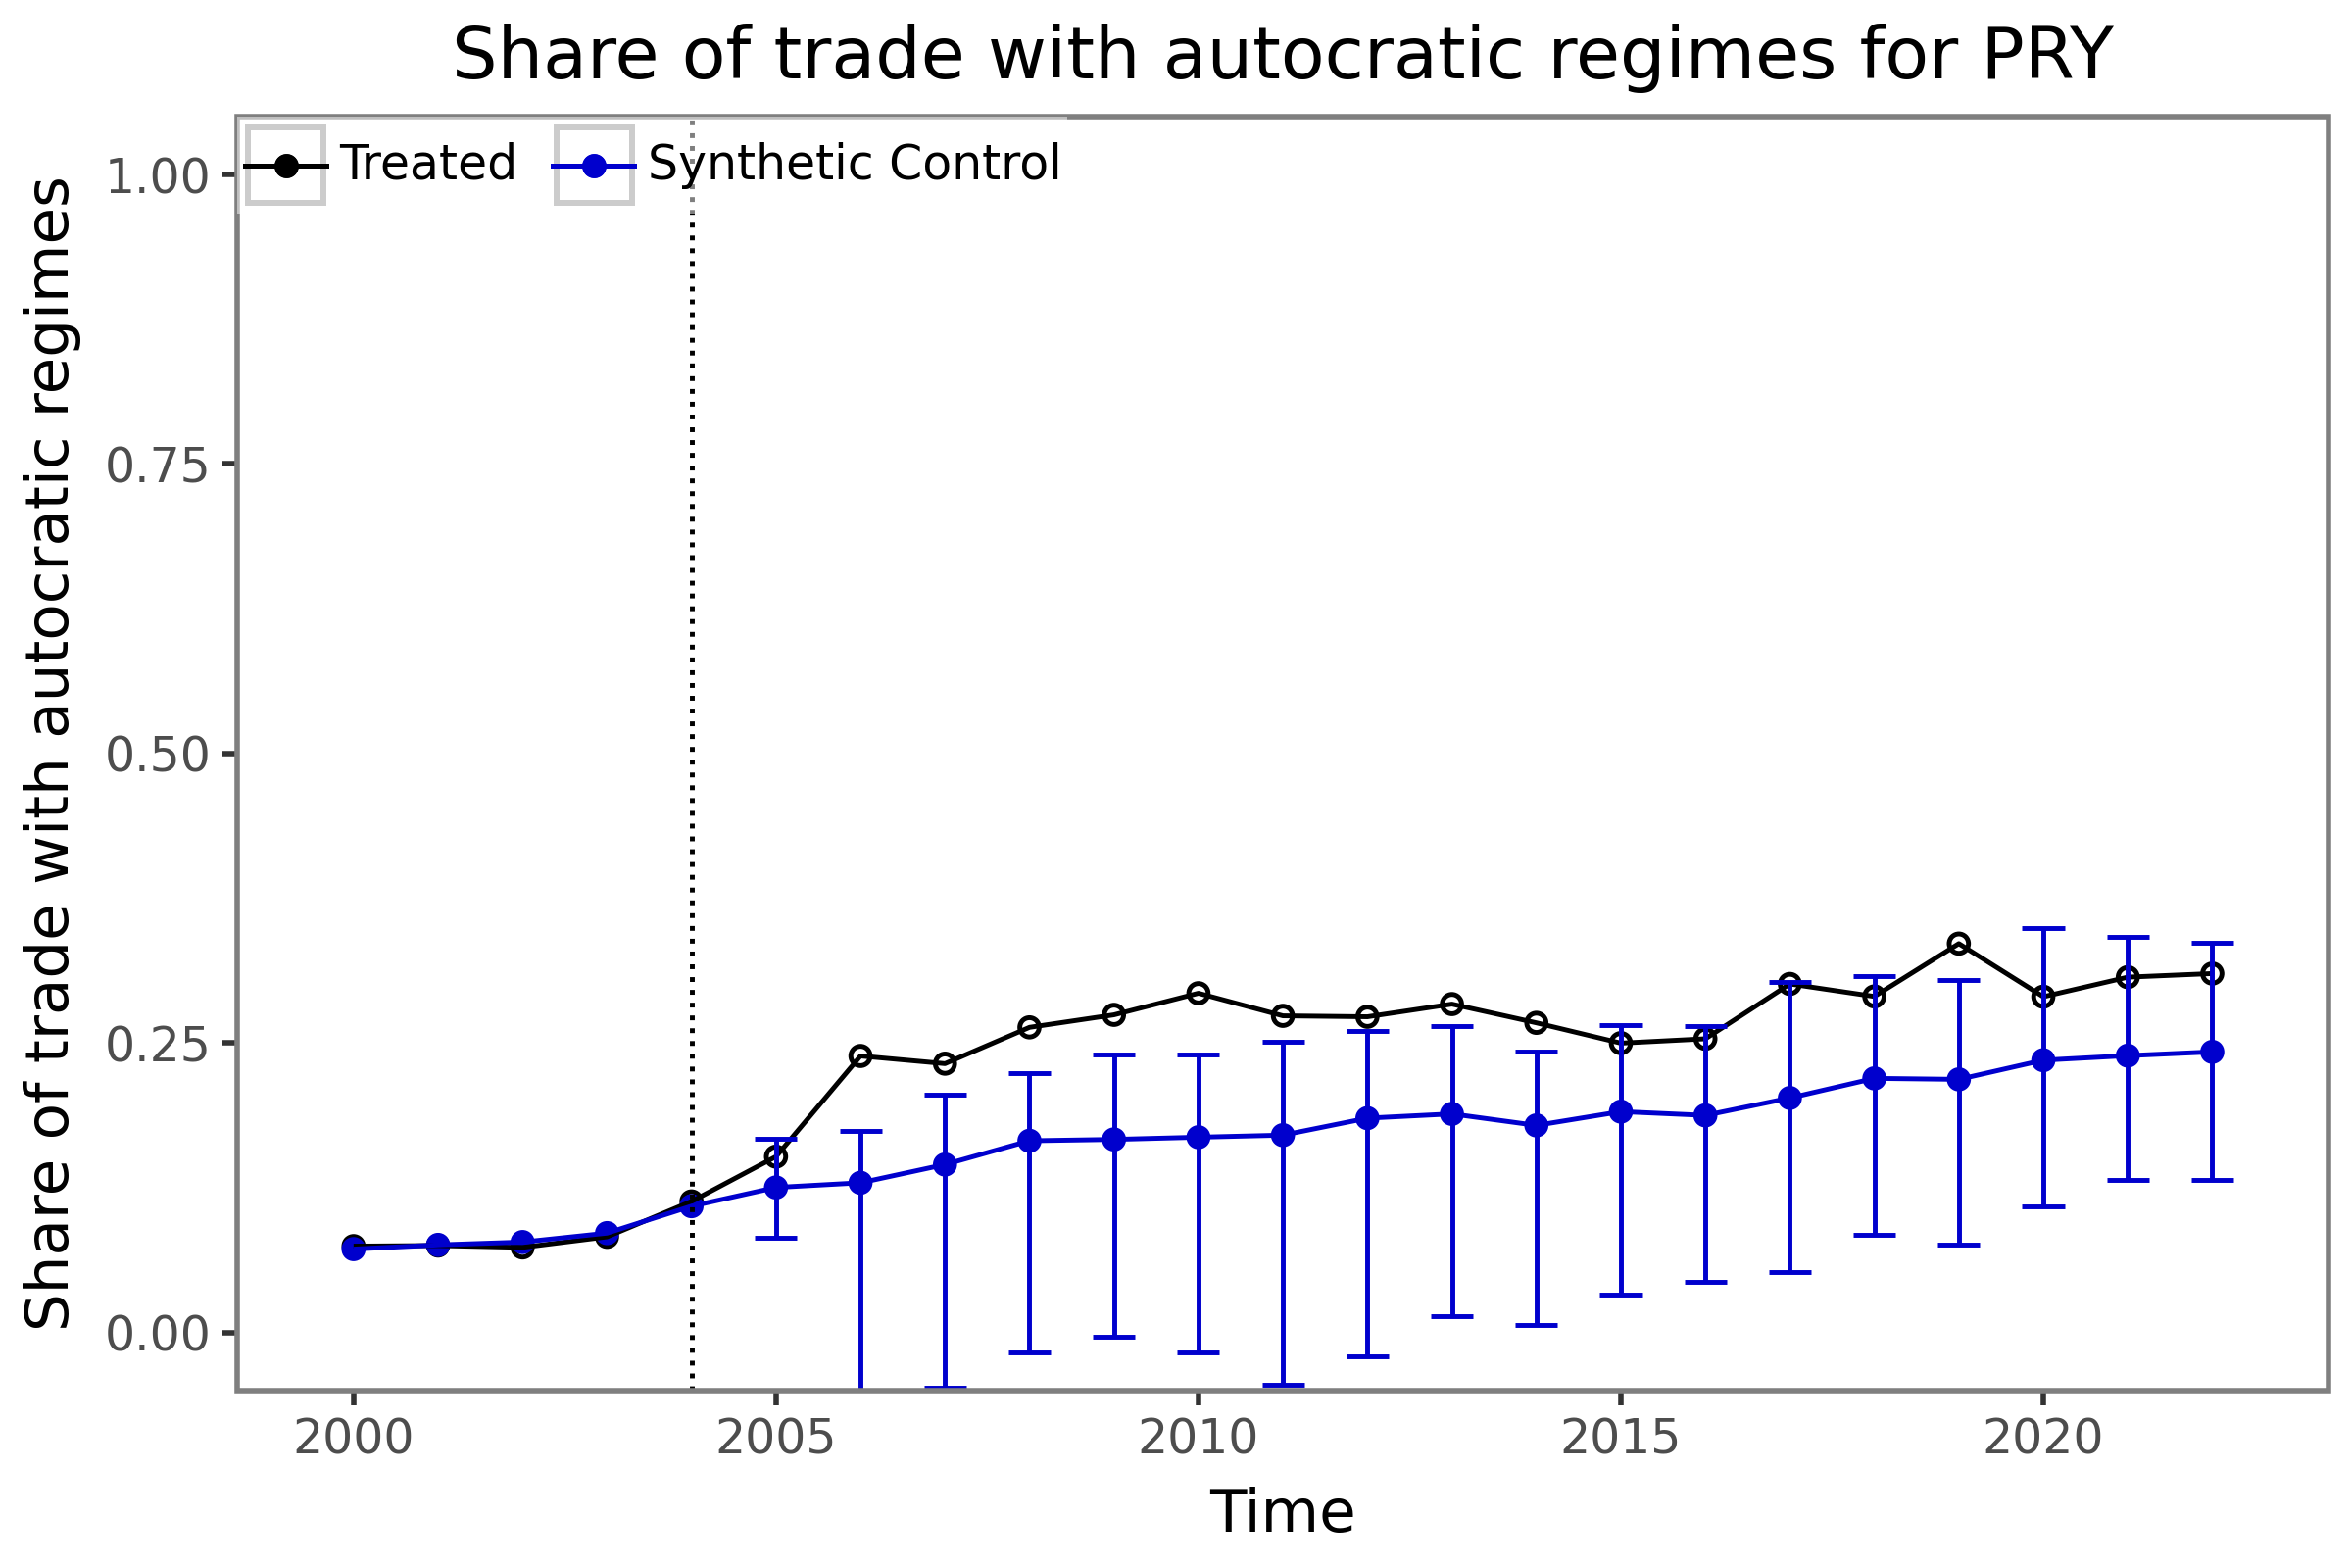 Share of trade with autocratic regimes for PRY
Treated
Synthetic Control
Share of trade with autocratic regimes
1.00
0.75
0.50
0.25
0.00
2000
2005
2010
2015
2020
Time